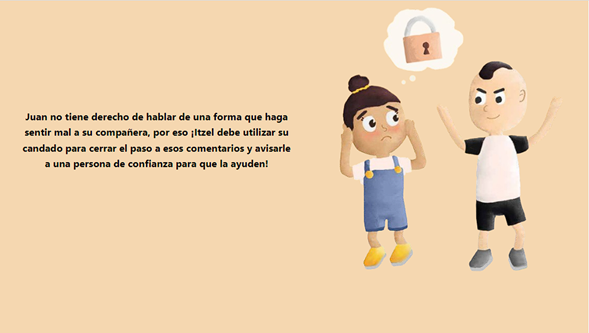 Juan no tiene derecho de hablar de una forma que haga
sentir mal a su compañera, por eso ¡Itzel debe utilizar su
candado para cerrar el paso a esos comentarios y avisarle
a una persona de confianza para que la ayuden!